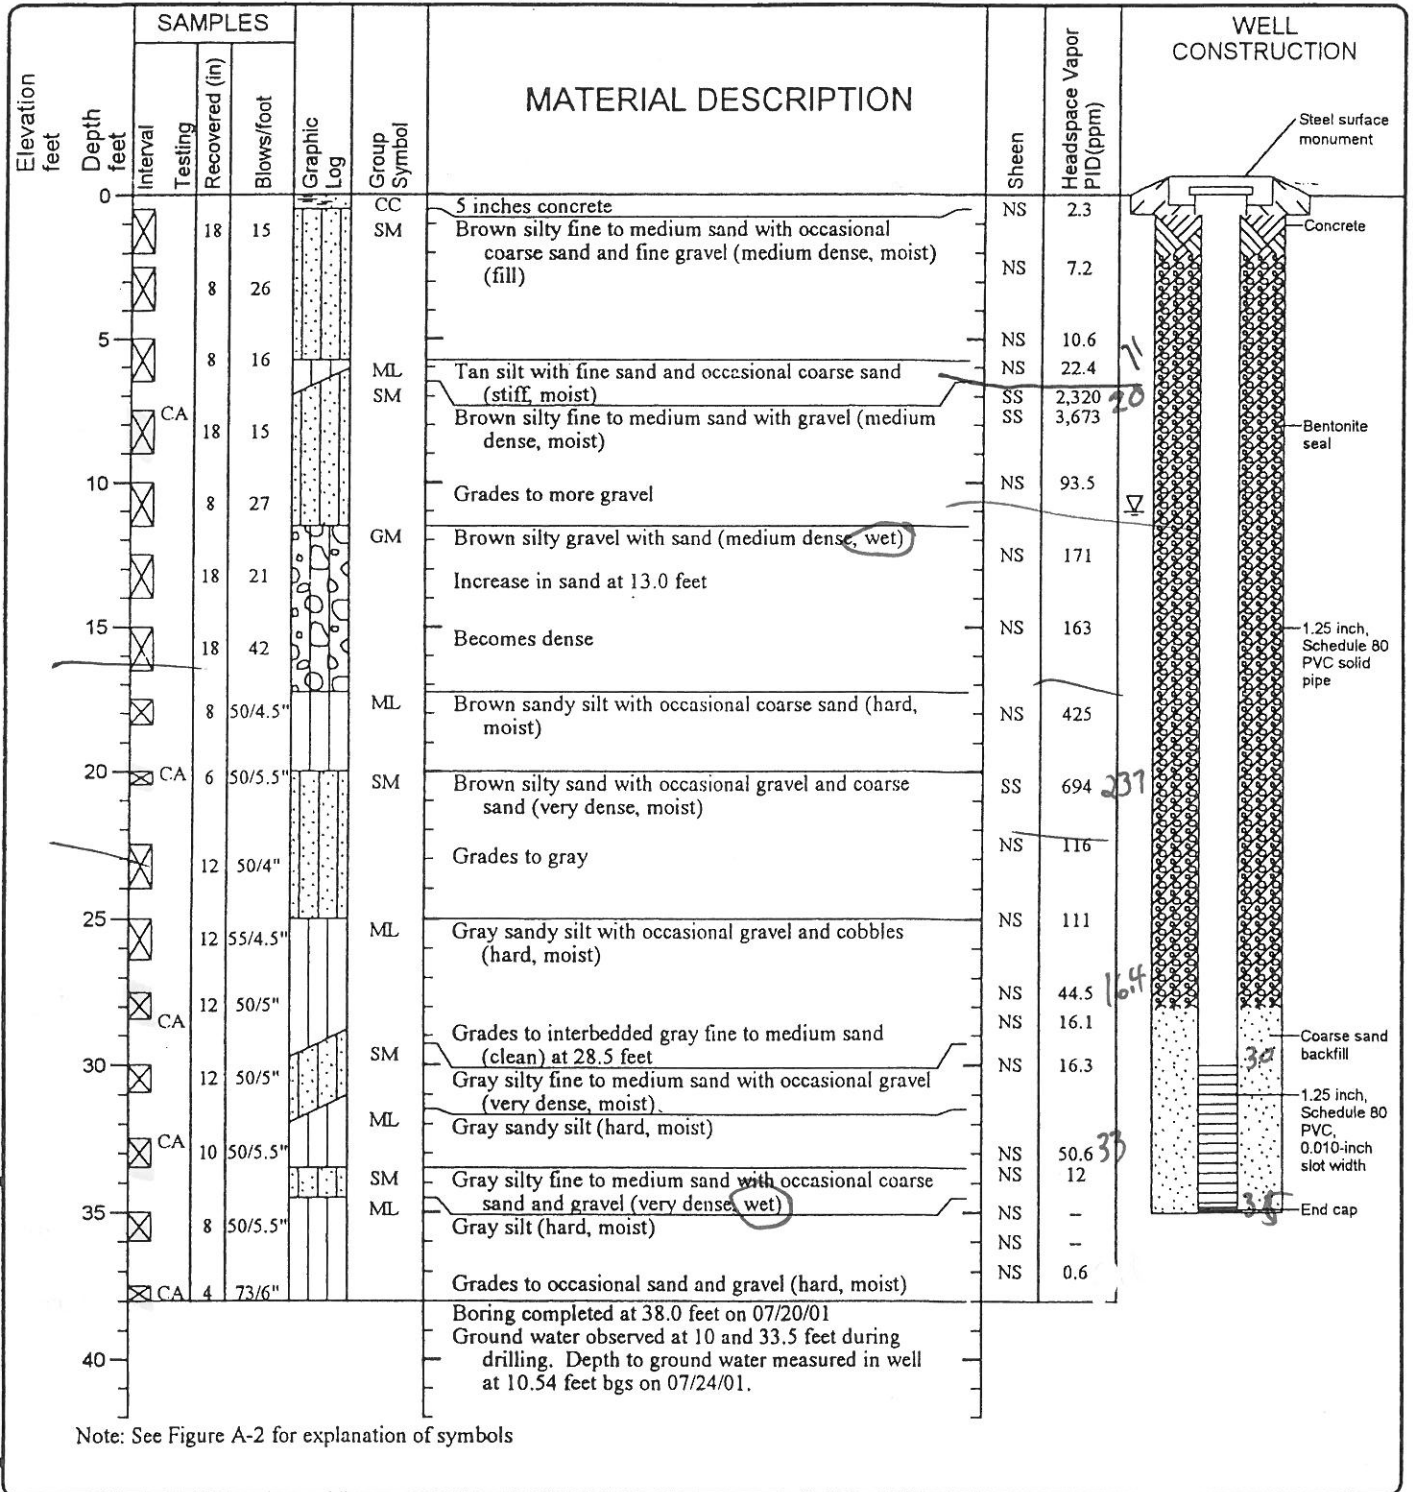 SAMPLES
WELL
CONSTRUCTION
MATERIAL DESCRIPTION
Elevation
feet
Depth
feet
Interval
Testing
Recovered (in)
Blows/foot
Graphic
Log
Group
Symbol
Sheen
Headspace Vapor
PID(ppm)
Steel surface
monument
0
CC 5 inches concrete NS 2.3
18 15 SM Brown silty fine to medium sand with occasional
Concrete
coarse sand and fine gravel (medium dense, moist)
(fill) NS 7.2
8 26
5 NS 10.6
8 16 ML Tan silt with fine sand and occasional coarse sand NS 22.4 71
SM (stiff, moist) SS 2,320 20
CA Brown silty fine to medium sand with gravel (medium SS 3,673
18 15 dense, moist)
Bentonite
seal
10 NS 93.5
8 27 Grades to more gravel
GM Brown silty gravel with sand (medium dense, wet)
NS 171
18 21 Increase in sand at 13.0 feet
15 NS 163
18 42 Becomes dense
1.25 inch,
Schedule 80
PVC solid
pipe
8 50/4.5" ML Brown sandy silt with occasional coarse sand (hard, NS 425
moist)
20 CA 6 50/5.5" SM Brown silty sand with occasional gravel and coarse SS 694 237
sand (very dense, moist)
NS 116
12 50/4" Grades to gray
25 NS 111
12 55/4.5" ML Gray sandy silt with occasional gravel and cobbles
(hard, moist)
12 50/5" NS 44.5 16.4
CA NS 16.1
Grades to interbedded gray fine to medium sand
Coarse sand
backfill
SM (clean) at 28.5 feet
30 NS 16.3 30
12 50/5" Gray silty fine to medium sand with occasional gravel
(very dense, moist)
1.25 inch,
Schedule 80
PVC,
0.010-inch
slot width
ML Gray sandy silt (hard, moist)
CA 10 50/5.5" NS 50.6 33
NS 12
SM Gray silty fine to medium sand with occasional coarse
ML sand and gravel (very dense, wet)
35 NS – 35
End cap
8 50/5.5" Gray silt (hard, moist)
NS –
NS 0.6
CA 4 73/6" Grades to occasional sand and gravel (hard, moist)
Boring completed at 38.0 feet on 07/20/01
Ground water observed at 10 and 33.5 feet during
40 drilling. Depth to ground water measured in well
at 10.54 feet bgs on 07/24/01.
Note: See Figure A-2 for explanation of symbols